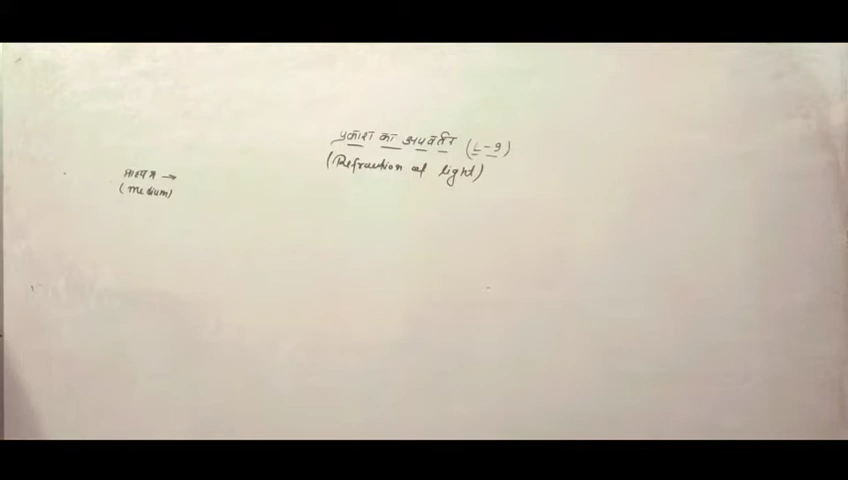 प्रकाश का अपवर्तन (L-9)
(Refraction of light)
माध्यम →
(medium)